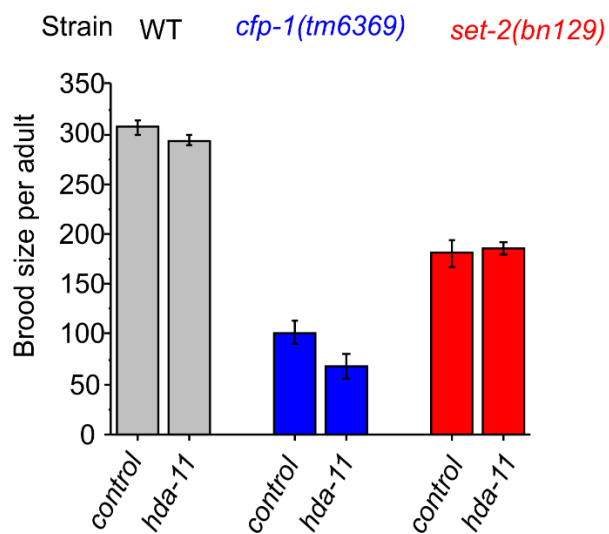 Strain WT cfp-1(tm6369) set-2(bn129)
Brood size per adult
350
300
250
200
150
100
50
0
control hda-11 control hda-11 control hda-11